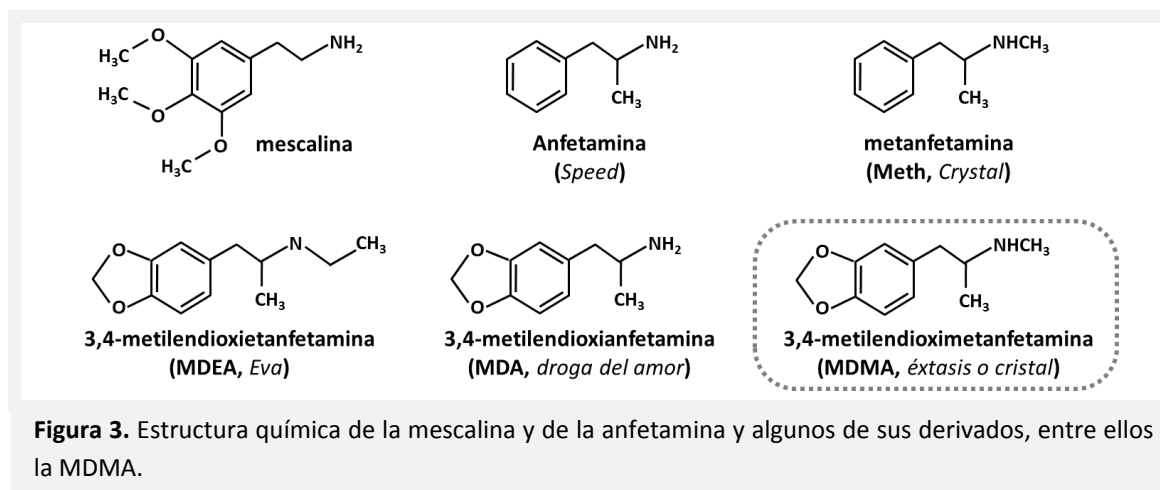 O
H₃C
NH₂
H₃C
O
O
H₃C
mescalina
NH₂
CH₃
Anfetamina
(Speed)
NHCH₃
CH₃
metanfetamina
(Meth, Crystal)
O
O
N
CH₃
CH₃
3,4-metilendioxietanfetamina
(MDEA, Eva)
O
O
NH₂
CH₃
3,4-metilendioxianfetamina
(MDA, droga del amor)
O
O
NHCH₃
CH₃
3,4-metilendioximetanfetamina
(MDMA, éxtasis o cristal)
Figura 3. Estructura química de la mescalina y de la anfetamina y algunos de sus derivados, entre ellos
la MDMA.